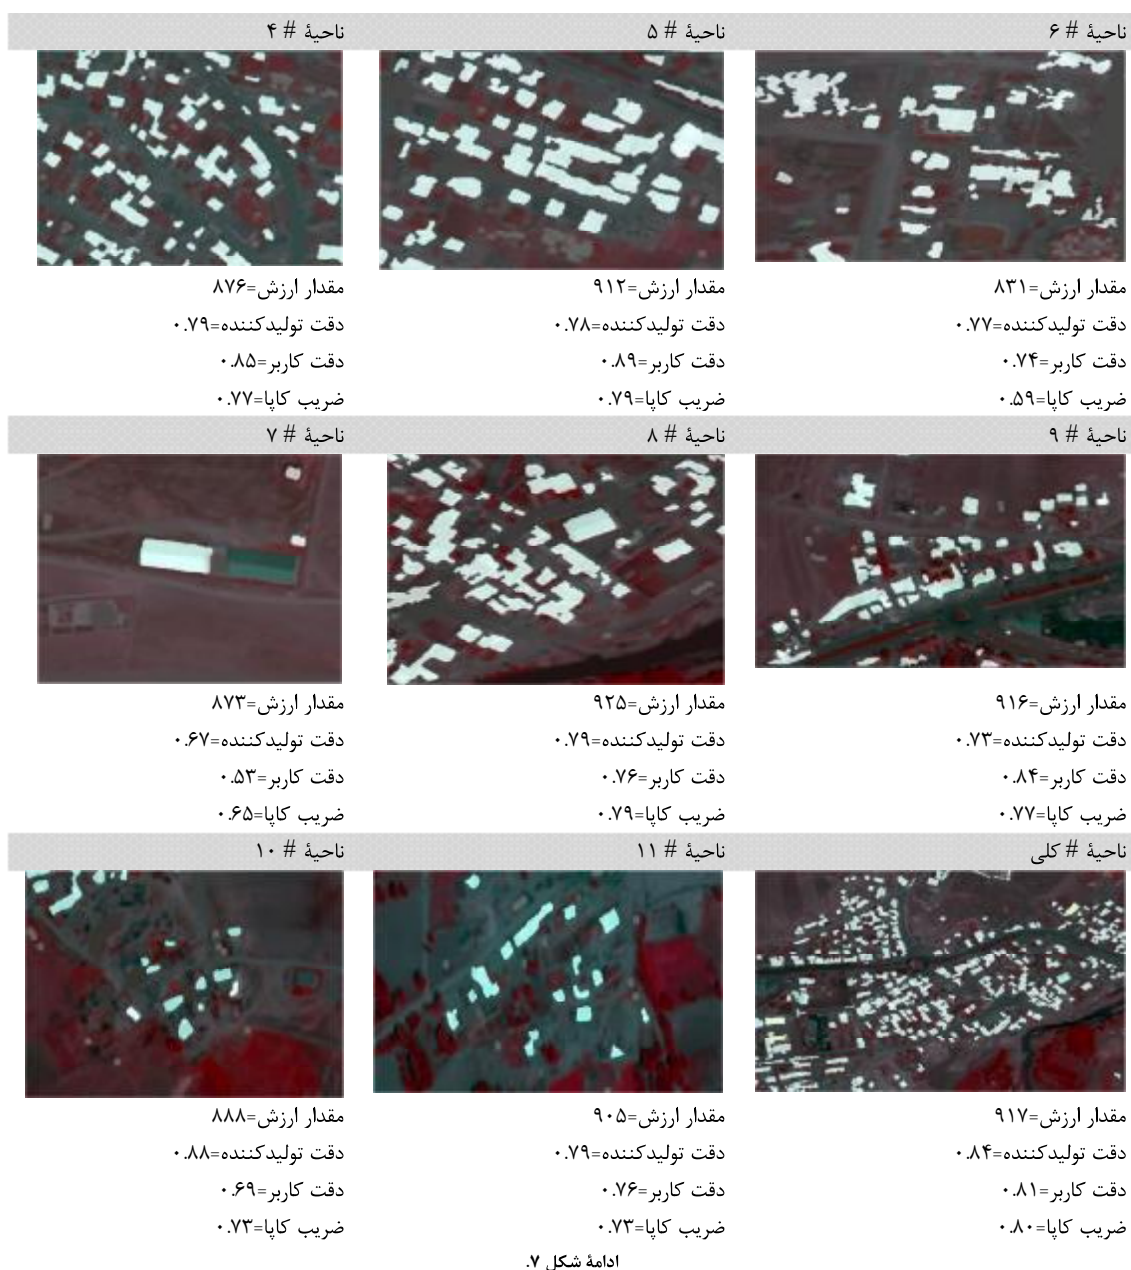 ناحیهٔ # ۴
مقدار ارزش=۸۷۶
دقت تولیدکننده=۰.۷۹
دقت کاربر=۰.۸۵
ضریب کاپا=۰.۷۷
ناحیهٔ # ۵
مقدار ارزش=۹۱۲
دقت تولیدکننده=۰.۷۸
دقت کاربر=۰.۸۹
ضریب کاپا=۰.۷۹
ناحیهٔ # ۶
مقدار ارزش=۸۳۱
دقت تولیدکننده=۰.۷۷
دقت کاربر=۰.۷۴
ضریب کاپا=۰.۵۹
ناحیهٔ # ۷
مقدار ارزش=۸۷۳
دقت تولیدکننده=۰.۶۷
دقت کاربر=۰.۵۳
ضریب کاپا=۰.۶۵
ناحیهٔ # ۸
مقدار ارزش=۹۲۵
دقت تولیدکننده=۰.۷۹
دقت کاربر=۰.۷۶
ضریب کاپا=۰.۷۹
ناحیهٔ # ۹
مقدار ارزش=۹۱۶
دقت تولیدکننده=۰.۷۳
دقت کاربر=۰.۸۴
ضریب کاپا=۰.۷۷
ناحیهٔ # ۱۰
مقدار ارزش=۸۸۸
دقت تولیدکننده=۰.۸۸
دقت کاربر=۰.۶۹
ضریب کاپا=۰.۷۳
ناحیهٔ # ۱۱
مقدار ارزش=۹۰۵
دقت تولیدکننده=۰.۷۹
دقت کاربر=۰.۷۶
ضریب کاپا=۰.۷۳
ناحیهٔ # کلی
مقدار ارزش=۹۱۷
دقت تولیدکننده=۰.۸۴
دقت کاربر=۰.۸۱
ضریب کاپا=۰.۸۰
ادامهٔ شکل ۷.